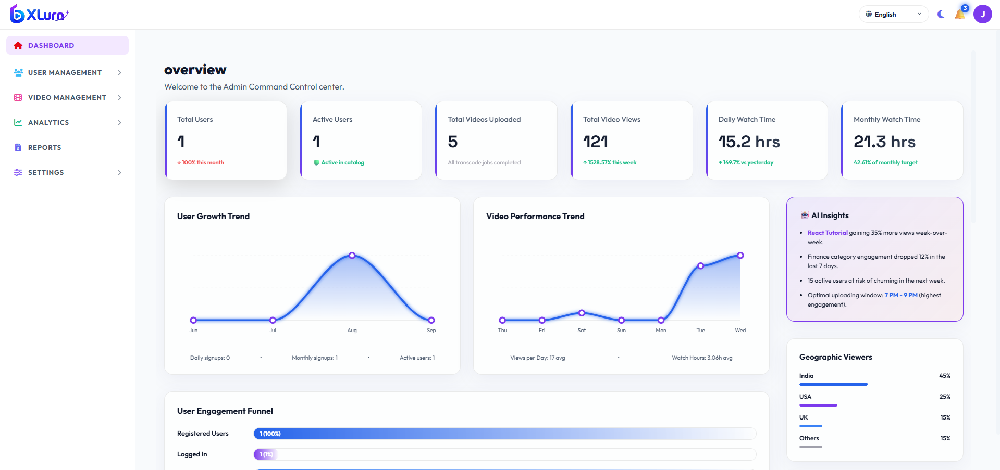 XLurn
English
3
J
DASHBOARD
USER MANAGEMENT
VIDEO MANAGEMENT
ANALYTICS
REPORTS
SETTINGS
overview
Welcome to the Admin Command Control center.
Total Users
1
↓ 100% this month
Active Users
1
Active in catalog
Total Videos Uploaded
5
All transcode jobs completed
Total Video Views
121
↑ 1528.57% this week
Daily Watch Time
15.2 hrs
↑ 149.7% vs yesterday
Monthly Watch Time
21.3 hrs
42.61% of monthly target
User Growth Trend
Jun Jul Aug Sep
Daily signups: 0 • Monthly signups: 1 • Active users: 1
Video Performance Trend
Thu Fri Sat Sun Mon Tue Wed
Views per Day: 17 avg • Watch Hours: 3.06h avg
AI Insights
• React Tutorial gaining 35% more views week-over-
week.
• Finance category engagement dropped 12% in the
last 7 days.
• 15 active users at risk of churning in the next week.
• Optimal uploading window: 7 PM - 9 PM (highest
engagement).
Geographic Viewers
India 45%
USA 25%
UK 15%
Others 15%
User Engagement Funnel
Registered Users 1 (100%)
Logged In 1 (1%)